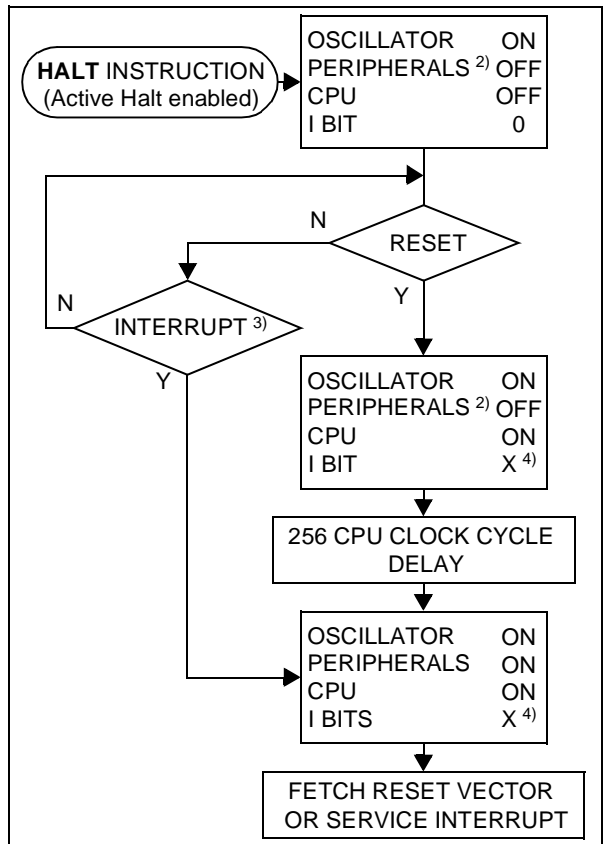 HALT INSTRUCTION
(Active Halt enabled)
OSCILLATOR ON
PERIPHERALS 2) OFF
CPU OFF
I BIT 0
RESET
N
Y
INTERRUPT 3)
N
Y
OSCILLATOR ON
PERIPHERALS 2) OFF
CPU ON
I BIT X 4)
256 CPU CLOCK CYCLE
DELAY
OSCILLATOR ON
PERIPHERALS ON
CPU ON
I BITS X 4)
FETCH RESET VECTOR
OR SERVICE INTERRUPT